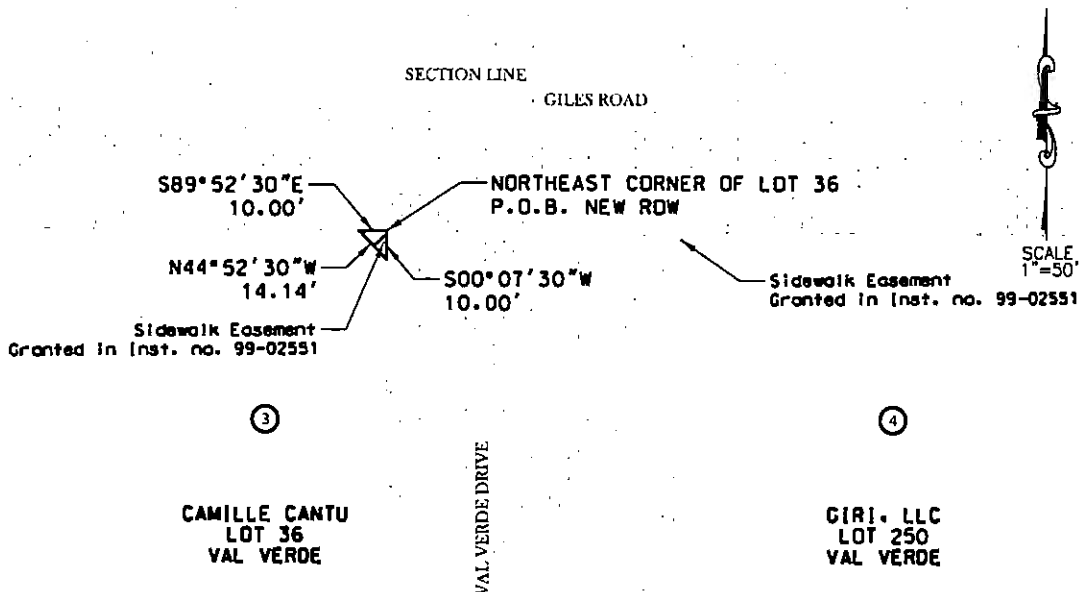 SECTION LINE
GILES ROAD
S89°52'30"E
10.00'
NORTHEAST CORNER OF LOT 36
P.O.B. NEW ROW
N44°52'30"W
14.14'
S00°07'30"W
10.00'
SCALE
1"=50'
Sidewalk Easement
Granted in Inst. no. 99-02551
Sidewalk Easement
Granted in Inst. no. 99-02551
3
4
VAL VERDE DRIVE
CAMILLE CANTU
LOT 36
VAL VERDE
GIRI, LLC
LOT 250
VAL VERDE